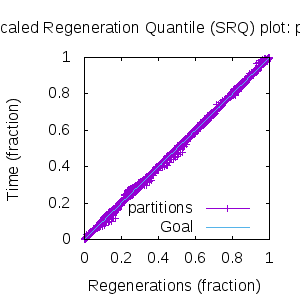 caled Regeneration Quantile (SRQ) plot: p
1
0.8
0.6
0.4
0.2
0
0
0.2
0.4
0.6
0.8
1
Time (fraction)
Regenerations (fraction)
partitions
Goal